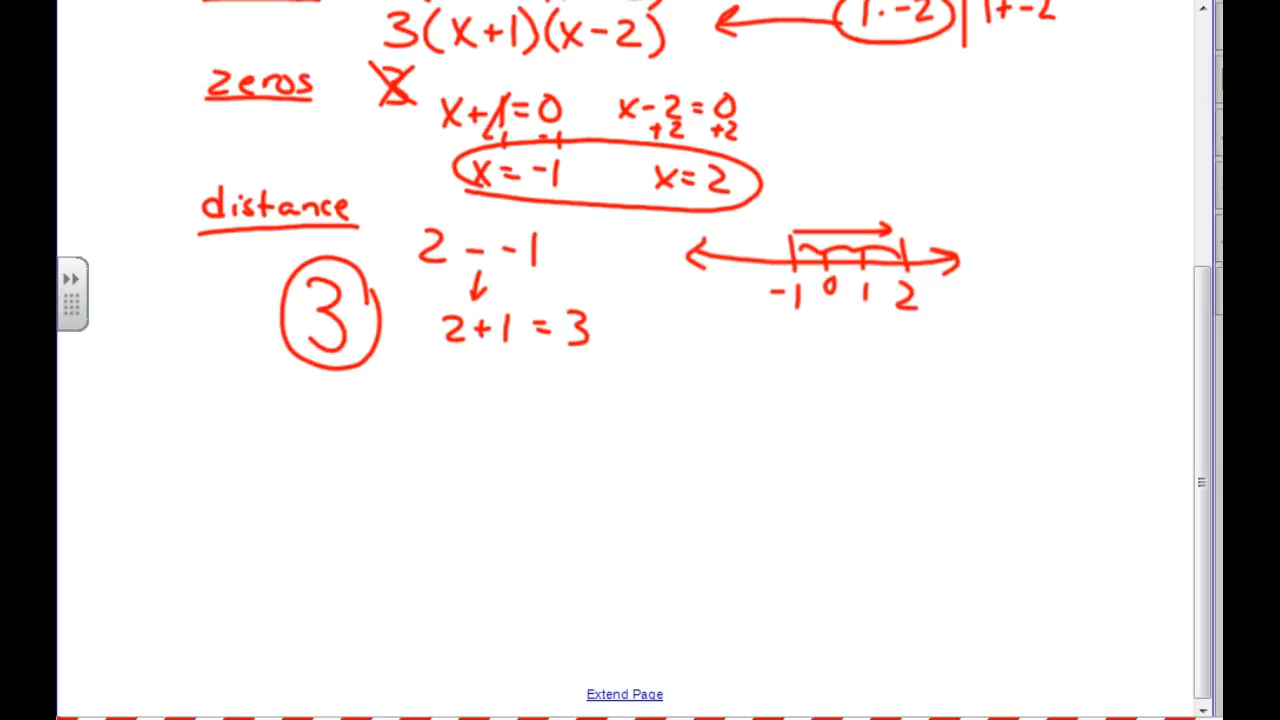 3(x+1)(x-2) ← 1·-2 | 1+-2
zeros 3 x+1=0 x-2=0
-1 -1 +2 +2
x=-1 x=2
distance
2 - -1
-1 0 1 2
3 2+1=3
Extend Page